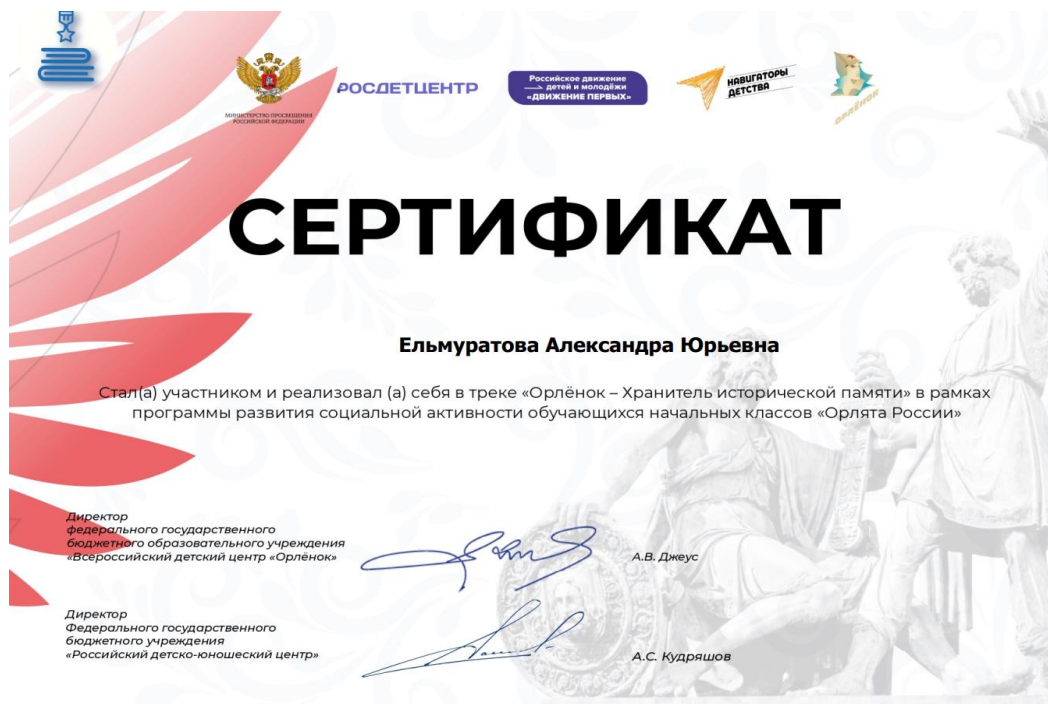 МИНИСТЕРСТВО ПРОСВЕЩЕНИЯ
РОССИЙСКОЙ ФЕДЕРАЦИИ
РОСДЕТЦЕНТР
Российское движение
детей и молодёжи
«ДВИЖЕНИЕ ПЕРВЫХ»
НАВИГАТОРЫ
ДЕТСТВА
ОРЛЁНОК
СЕРТИФИКАТ
Ельмуратова Александра Юрьевна
Стал(а) участником и реализовал (а) себя в треке «Орлёнок – Хранитель исторической памяти» в рамках
программы развития социальной активности обучающихся начальных классов «Орлята России»
Директор
федерального государственного
бюджетного образовательного учреждения
«Всероссийский детский центр «Орлёнок»
А.В. Джеус
Директор
Федерального государственного
бюджетного учреждения
«Российский детско-юношеский центр»
А.С. Кудряшов